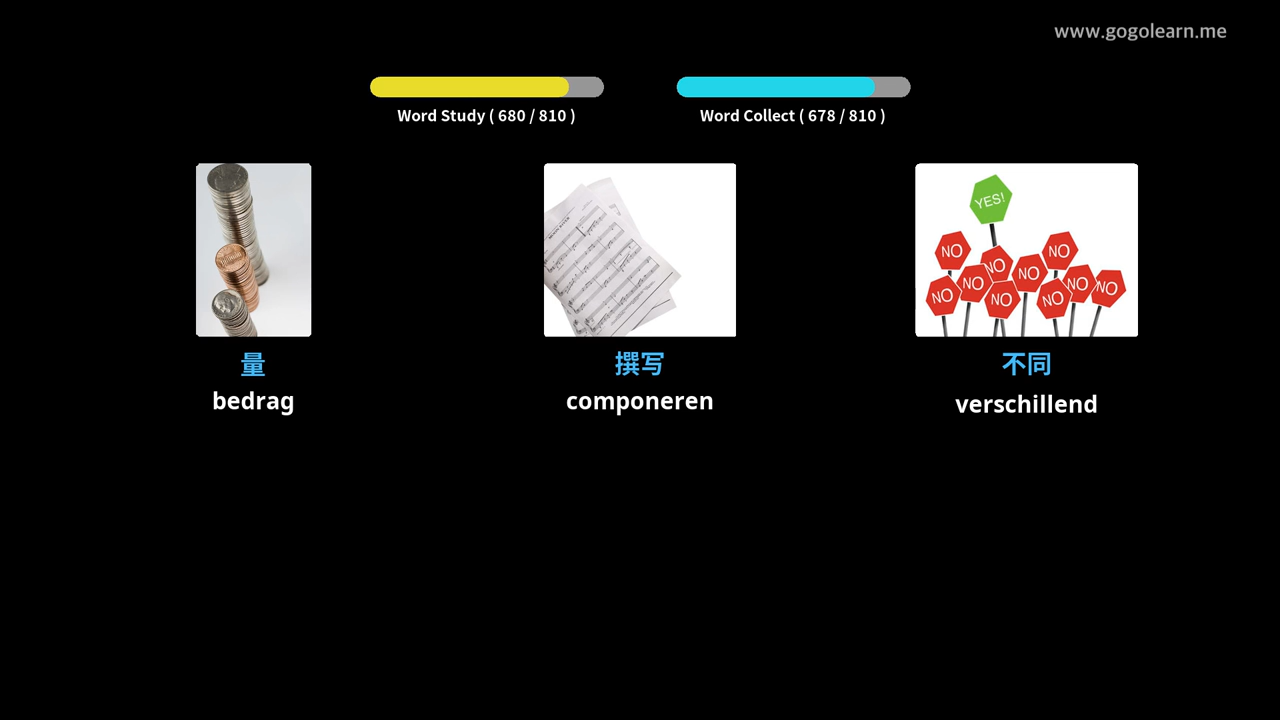 www.gogolearn.me
Word Study ( 680 / 810 )
Word Collect ( 678 / 810 )
YES!
NO
NO
NO
NO
NO
NO
NO
NO
NO
NO
量
撰写
不同
bedrag
componeren
verschillend